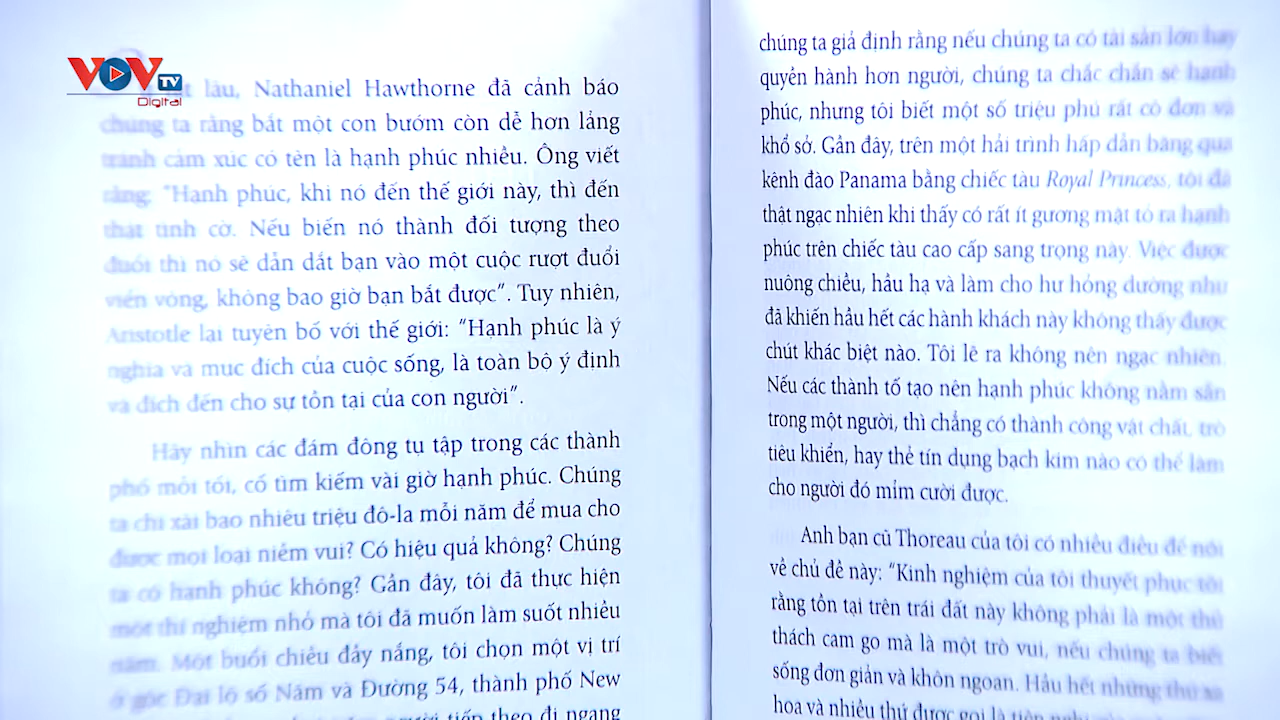 VOVTV
Digital
lâu, Nathaniel Hawthorne đã cảnh báo
chúng ta rằng bắt một con bướm còn dễ hơn lảng
tránh cảm xúc có tên là hạnh phúc nhiều. Ông viết
rằng: “Hạnh phúc, khi nó đến thế giới này, thì đến
thật tình cờ. Nếu biến nó thành đối tượng theo
đuổi thì nó sẽ dẫn dắt bạn vào một cuộc rượt đuổi
viển vông, không bao giờ bạn bắt được”. Tuy nhiên,
Aristotle lại tuyên bố với thế giới: “Hạnh phúc là ý
nghĩa và mục đích của cuộc sống, là toàn bộ ý định
và đích đến cho sự tồn tại của con người”.
Hãy nhìn các đám đông tụ tập trong các thành
phố mỗi tối, cố tìm kiếm vài giờ hạnh phúc. Chúng
ta chi xài bao nhiêu triệu đô-la mỗi năm để mua cho
được mọi loại niềm vui? Có hiệu quả không? Chúng
ta có hạnh phúc không? Gần đây, tôi đã thực hiện
một thí nghiệm nhỏ mà tôi đã muốn làm suốt nhiều
năm. Một buổi chiều đầy nắng, tôi chọn một vị trí
ở góc Đại lộ số Năm và Đường 54, thành phố New
người tiếp theo đi ngang
chúng ta giả định rằng nếu chúng ta có tài sản lớn hay
quyền hành hơn người, chúng ta chắc chắn sẽ hạnh
phúc, nhưng tôi biết một số triệu phú rất cô đơn và
khổ sở. Gần đây, trên một hải trình hấp dẫn băng qua
kênh đào Panama bằng chiếc tàu Royal Princess, tôi đã
thật ngạc nhiên khi thấy có rất ít gương mặt tỏ ra hạnh
phúc trên chiếc tàu cao cấp sang trọng này. Việc được
nuông chiều, hầu hạ và làm cho hư hỏng dường như
đã khiến hầu hết các hành khách này không thấy được
chút khác biệt nào. Tôi lẽ ra không nên ngạc nhiên.
Nếu các thành tố tạo nên hạnh phúc không nằm sẵn
trong một người, thì chẳng có thành công vật chất, trò
tiêu khiển, hay thẻ tín dụng bạch kim nào có thể làm
cho người đó mỉm cười được.
Anh bạn cũ Thoreau của tôi có nhiều điều để nói
về chủ đề này: “Kinh nghiệm của tôi thuyết phục tôi
rằng tồn tại trên trái đất này không phải là một thử
thách cam go mà là một trò vui, nếu chúng ta biết
sống đơn giản và khôn ngoan. Hầu hết những thứ xa
hoa và nhiều thứ được gọi là tiện nghi